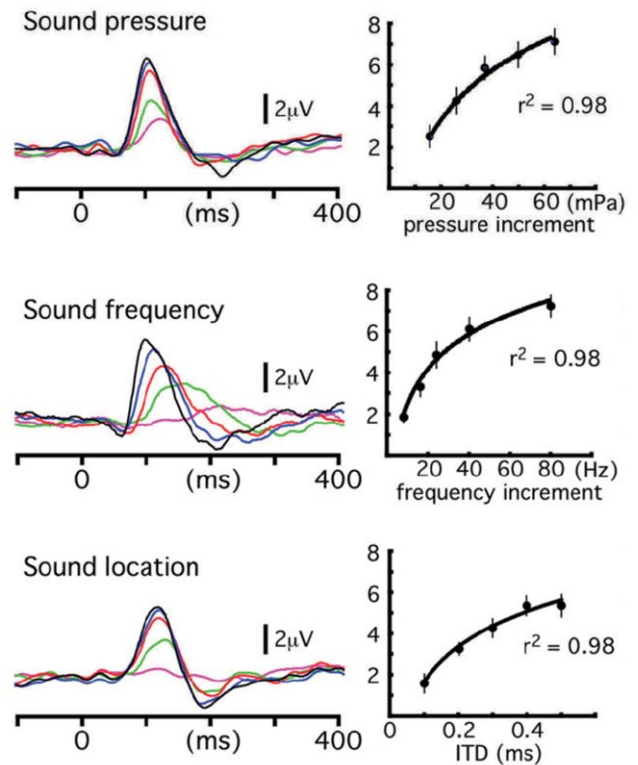 Sound pressure
2μV
0 (ms) 400
8
6
4
2
r² = 0.98
20 40 60 (mPa)
pressure increment
Sound frequency
2μV
0 (ms) 400
8
6
4
2
r² = 0.98
20 40 60 80 (Hz)
frequency increment
Sound location
2μV
0 (ms) 400
8
6
4
2
r² = 0.98
0 0.2 0.4
ITD (ms)